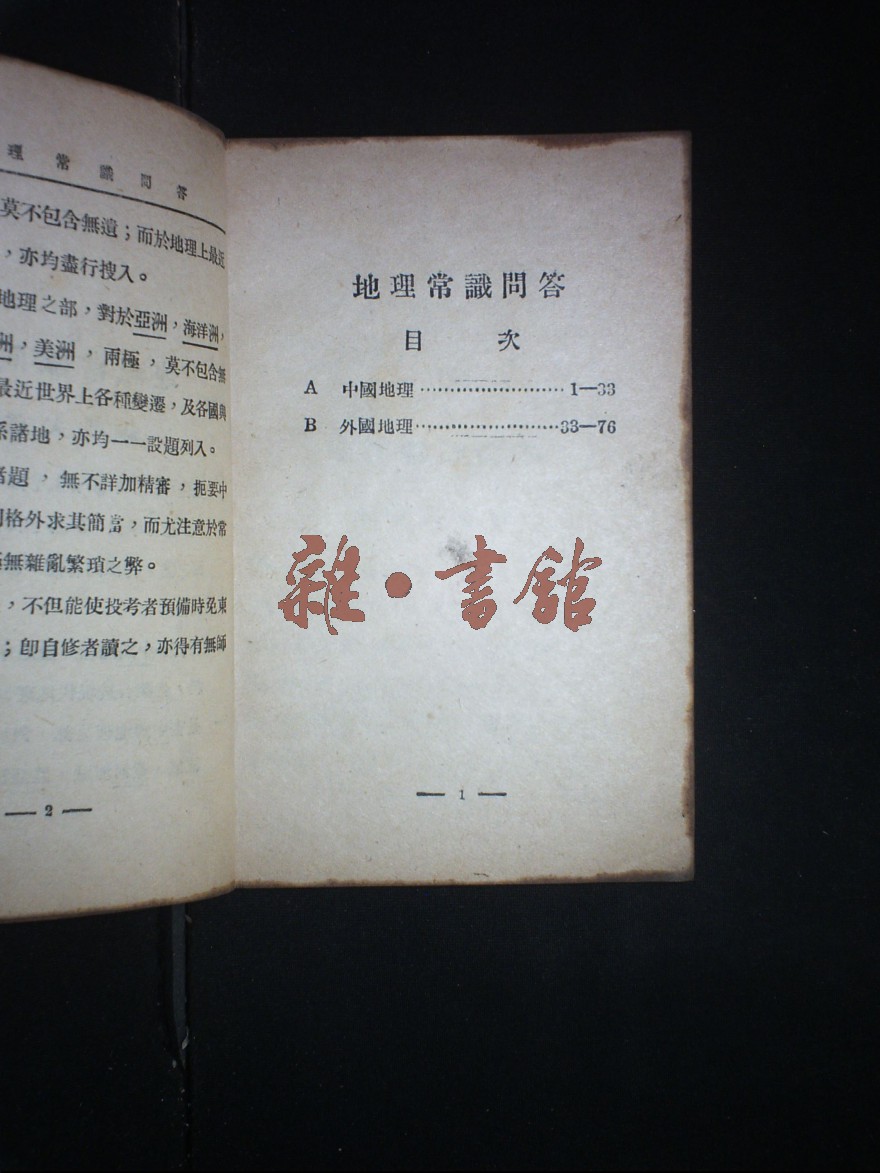 理常識問答
莫不包含無遺；而於地理上最近
，亦均盡行搜入。
地理之部，對於亞洲，海洋洲，
洲，美洲，兩極，莫不包含無
最近世界上各種變遷，及各國與
系諸地，亦均一一設題列入。
題，無不詳加精審，扼要中
格外求其簡富，而尤注意於常
無雜亂繁瑣之弊。
，不但能使投考者預備時免東
；卽自修者讀之，亦得有無師
— 2 —
地理常識問答
目次
A 中國地理························1—33
B 外國地理························33—76
雜·書館
— 1 —